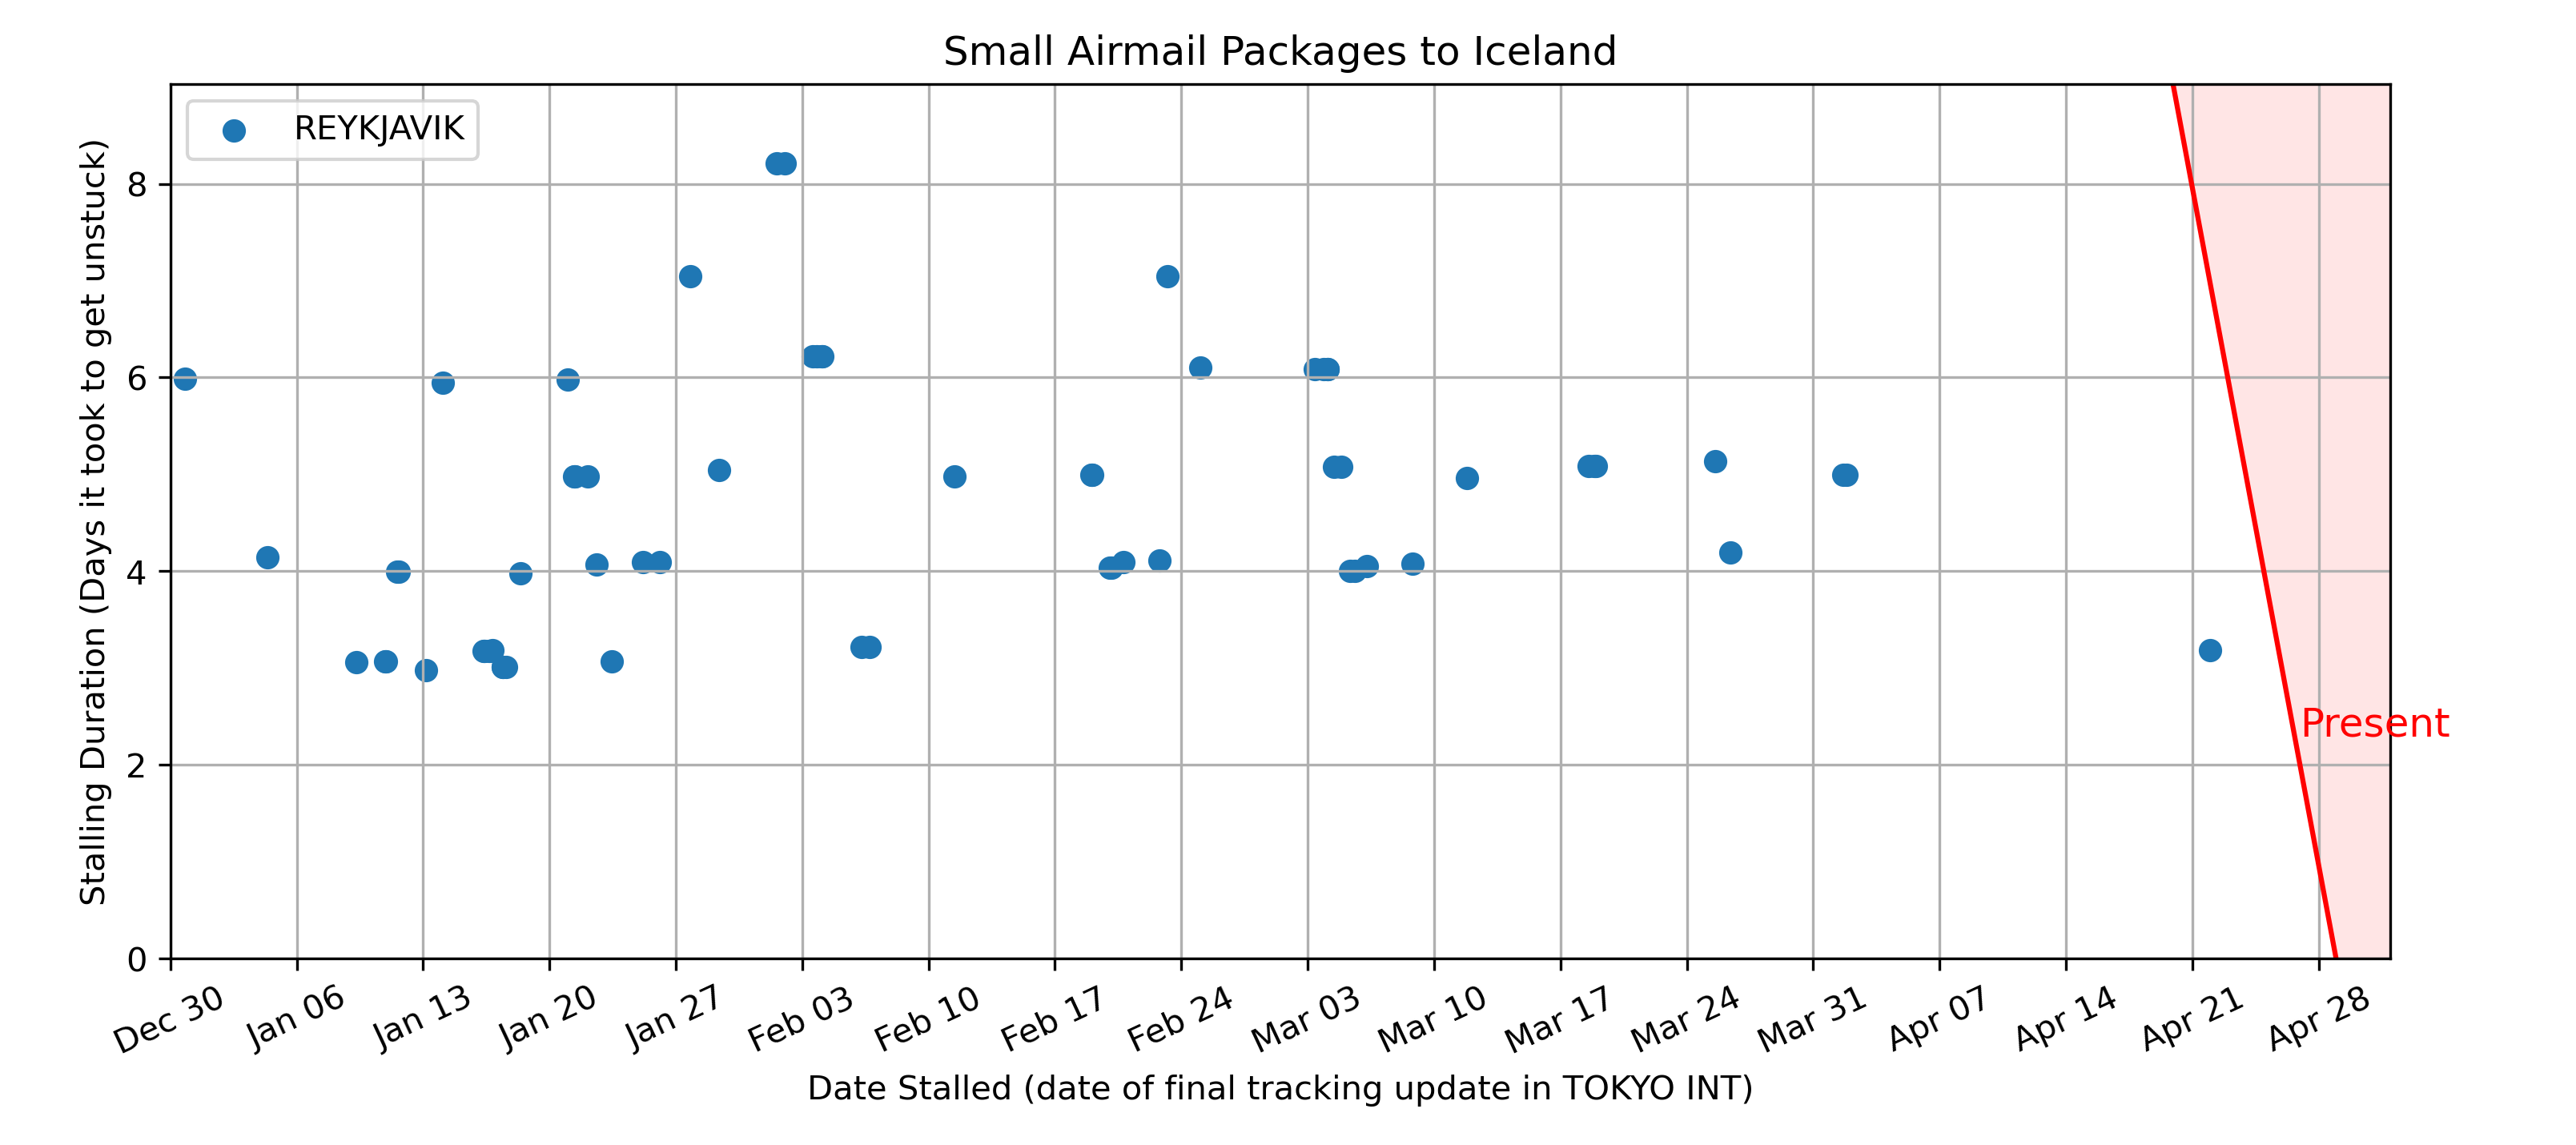 Small Airmail Packages to Iceland
REYKJAVIK
Stalling Duration (Days it took to get unstuck)
8
6
4
2
0
Present
Dec 30
Jan 06
Jan 13
Jan 20
Jan 27
Feb 03
Feb 10
Feb 17
Feb 24
Mar 03
Mar 10
Mar 17
Mar 24
Mar 31
Apr 07
Apr 14
Apr 21
Apr 28
Date Stalled (date of final tracking update in TOKYO INT)